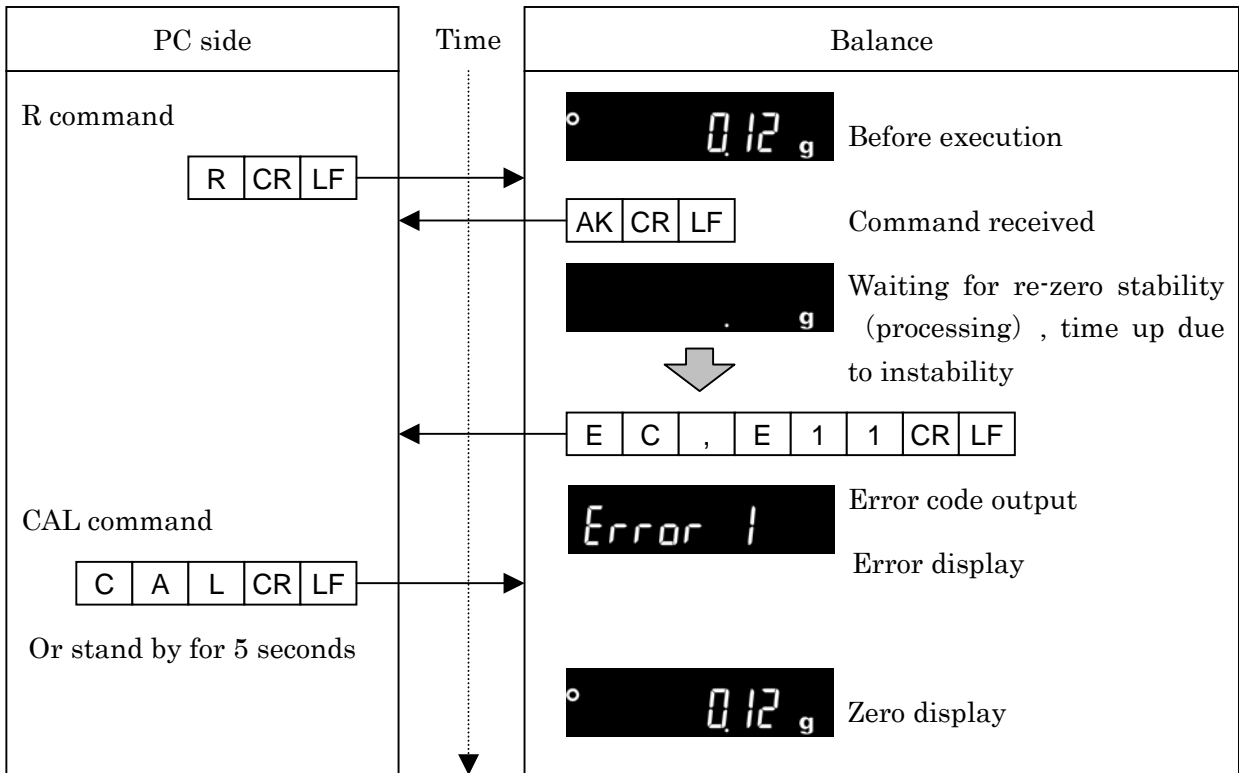 PC side Time Balance
R command
0.12 g Before execution
R CR LF
AK CR LF Command received
. g Waiting for re-zero stability
（processing）, time up due
to instability
E C , E 1 1 CR LF
Error code output
CAL command
Error 1
Error display
C A L CR LF
Or stand by for 5 seconds
0.12 g Zero display